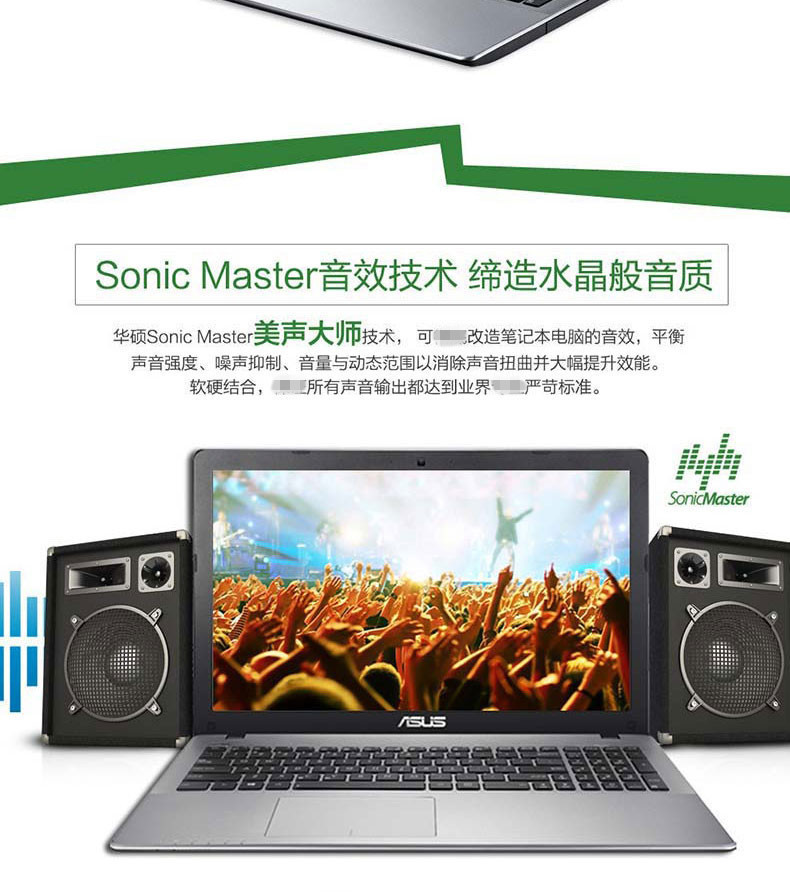 Sonic Master音效技术 缔造水晶般音质
华硕Sonic Master美声大师技术， 可改造笔记本电脑的音效，平衡
声音强度、噪声抑制、音量与动态范围以消除声音扭曲并大幅提升效能。
软硬结合，所有声音输出都达到业界严苛标准。
SonicMaster
ASUS